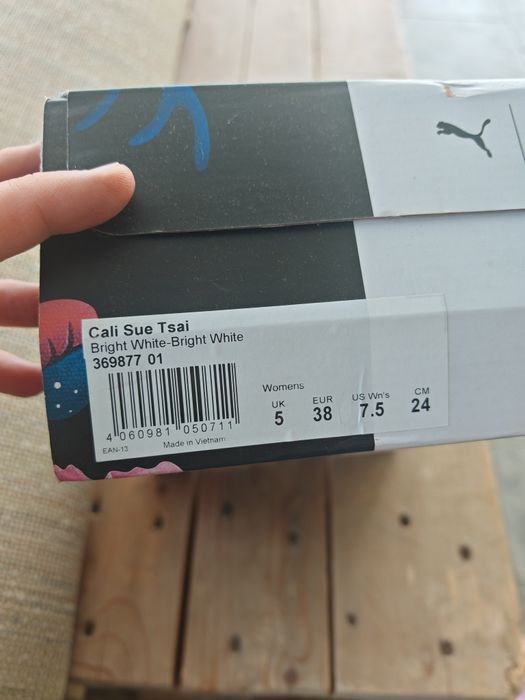 Cali Sue Tsai
Bright White-Bright White
369877 01
4 060981 050711
EAN-13
Made in Vietnam
Womens
UK EUR US Wn's CM
5 38 7.5 24